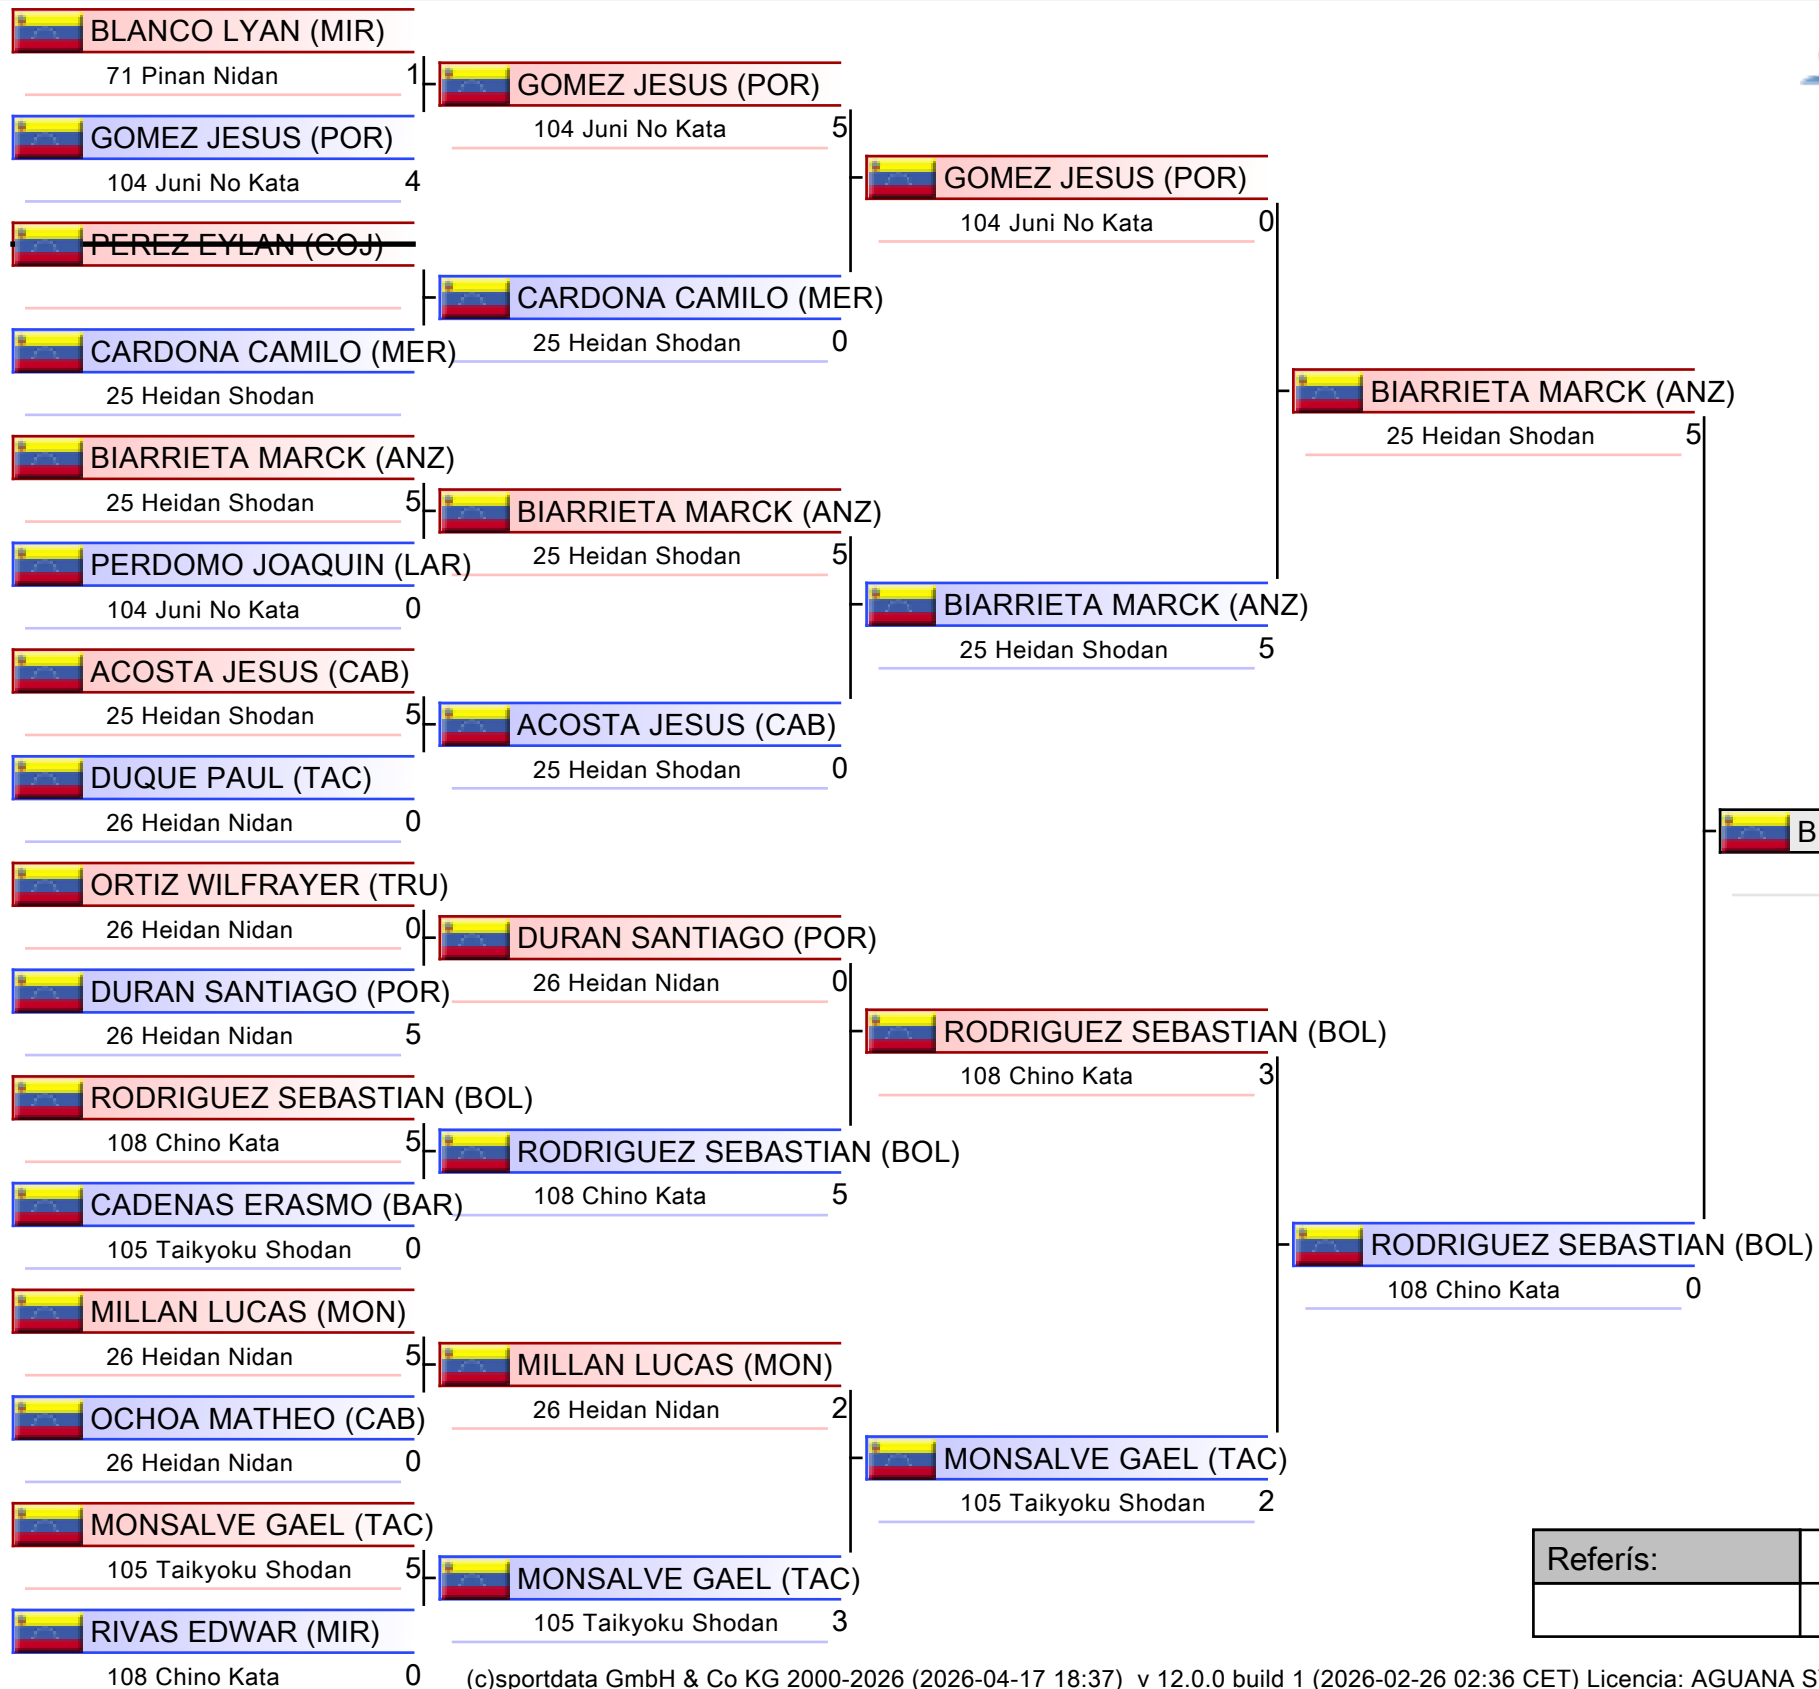 BLANCO LYAN (MIR)
71 Pinan Nidan 1
GOMEZ JESUS (POR)
104 Juni No Kata 4
PEREZ EYLAN (COJ)
CARDONA CAMILO (MER)
25 Heidan Shodan
BIARRIETA MARCK (ANZ)
25 Heidan Shodan 5
PERDOMO JOAQUIN (LAR)
104 Juni No Kata 0
ACOSTA JESUS (CAB)
25 Heidan Shodan 5
DUQUE PAUL (TAC)
26 Heidan Nidan 0
ORTIZ WILFRAYER (TRU)
26 Heidan Nidan 0
DURAN SANTIAGO (POR)
26 Heidan Nidan 5
RODRIGUEZ SEBASTIAN (BOL)
108 Chino Kata 5
CADENAS ERASMO (BAR)
105 Taikyoku Shodan 0
MILLAN LUCAS (MON)
26 Heidan Nidan 5
OCHOA MATHEO (CAB)
26 Heidan Nidan 0
MONSALVE GAEL (TAC)
105 Taikyoku Shodan 5
RIVAS EDWAR (MIR)
108 Chino Kata 0
GOMEZ JESUS (POR)
104 Juni No Kata 5
CARDONA CAMILO (MER)
25 Heidan Shodan 0
BIARRIETA MARCK (ANZ)
25 Heidan Shodan 5
ACOSTA JESUS (CAB)
25 Heidan Shodan 0
DURAN SANTIAGO (POR)
26 Heidan Nidan 0
RODRIGUEZ SEBASTIAN (BOL)
108 Chino Kata 5
MILLAN LUCAS (MON)
26 Heidan Nidan 2
MONSALVE GAEL (TAC)
105 Taikyoku Shodan 3
GOMEZ JESUS (POR)
104 Juni No Kata 0
BIARRIETA MARCK (ANZ)
25 Heidan Shodan 5
RODRIGUEZ SEBASTIAN (BOL)
108 Chino Kata 3
MONSALVE GAEL (TAC)
105 Taikyoku Shodan 2
BIARRIETA MARCK (ANZ)
25 Heidan Shodan 5
RODRIGUEZ SEBASTIAN (BOL)
108 Chino Kata 0
B
Referís:
(c)sportdata GmbH & Co KG 2000-2026 (2026-04-17 18:37) v 12.0.0 build 1 (2026-02-26 02:36 CET) Licencia: AGUANA S